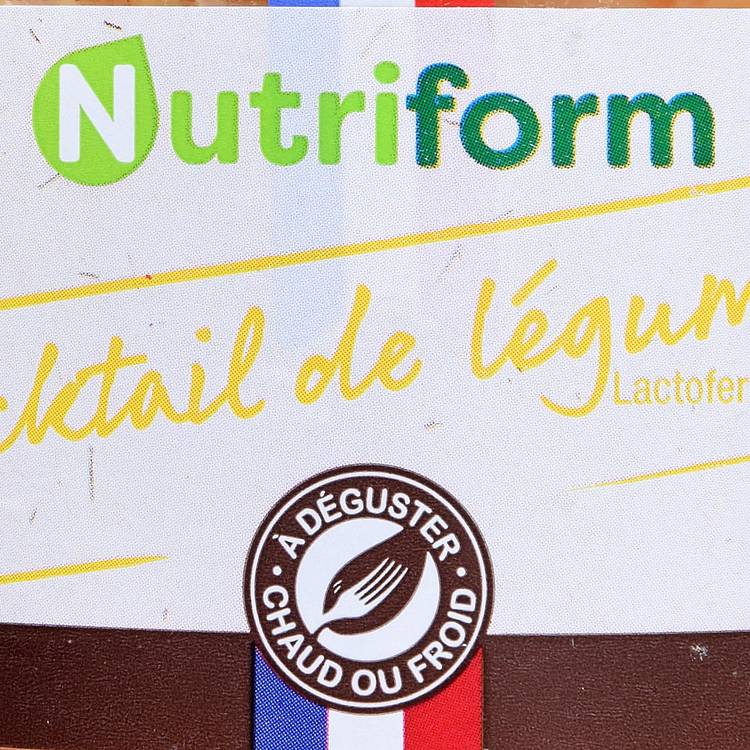 Nutriform
cktail de légum
Lactofer
À DÉGUSTER
CHAUD OU FROID